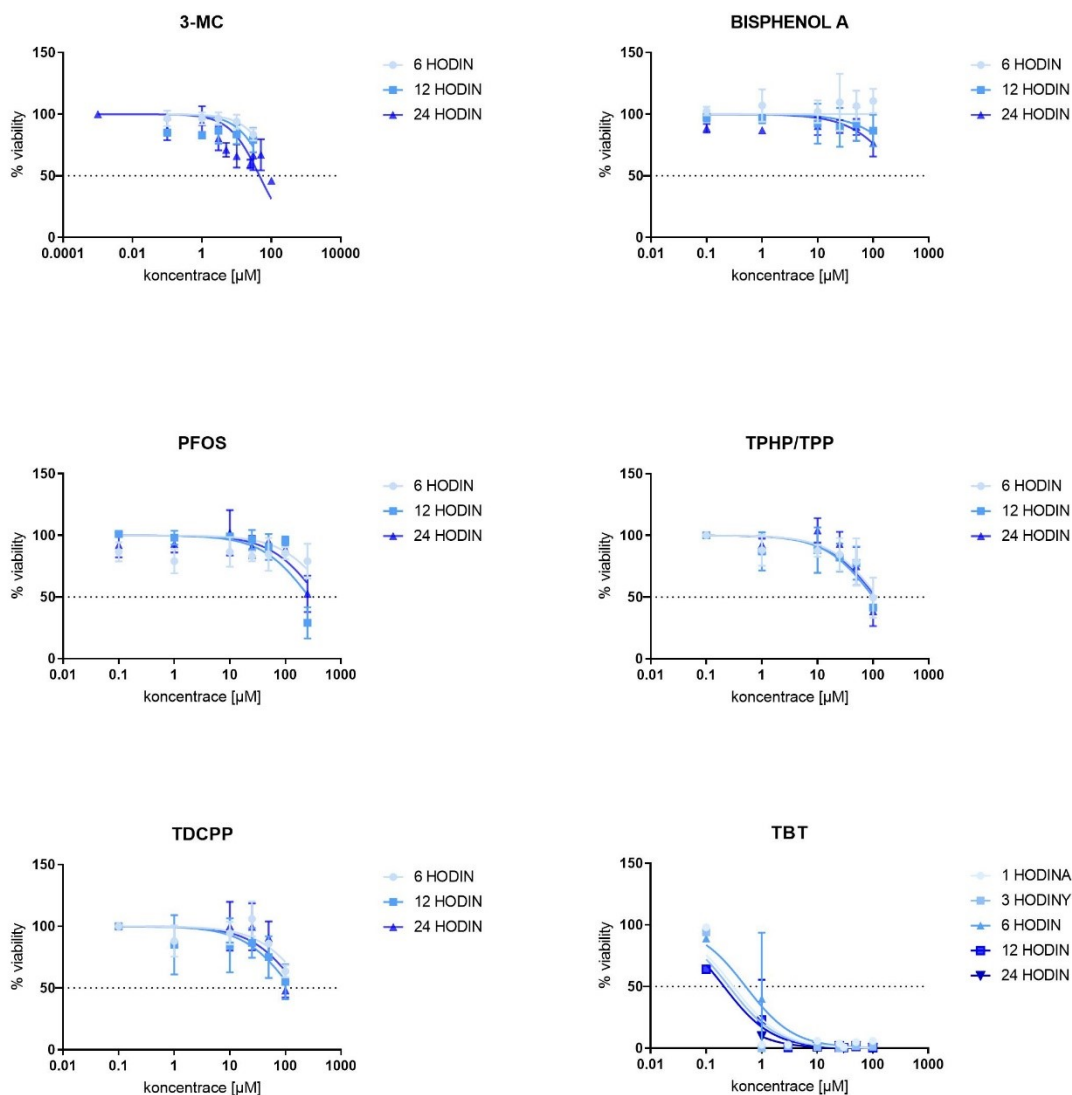 3-MC
150
100
50
0
% viability
0.0001
1
100
10000
koncentrace [µM]
6 HODIN
12 HODIN
24 HODIN
BISPHENOL A
150
100
50
0
% viability
0.01
0.1
1
10
100
1000
koncentrace [µM]
6 HODIN
12 HODIN
24 HODIN
PFOS
150
100
50
0
% viability
0.01
0.1
1
10
100
1000
koncentrace [µM]
6 HODIN
12 HODIN
24 HODIN
TPHP/TPP
150
100
50
0
% viability
0.01
0.1
1
10
100
1000
koncentrace [µM]
6 HODIN
12 HODIN
24 HODIN
TDCPP
150
100
50
0
% viability
0.01
0.1
1
10
100
1000
koncentrace [µM]
6 HODIN
12 HODIN
24 HODIN
TBT
150
100
50
0
% viability
0.01
0.1
1
10
100
1000
koncentrace [µM]
1 HODINA
3 HODINY
6 HODIN
12 HODIN
24 HODIN